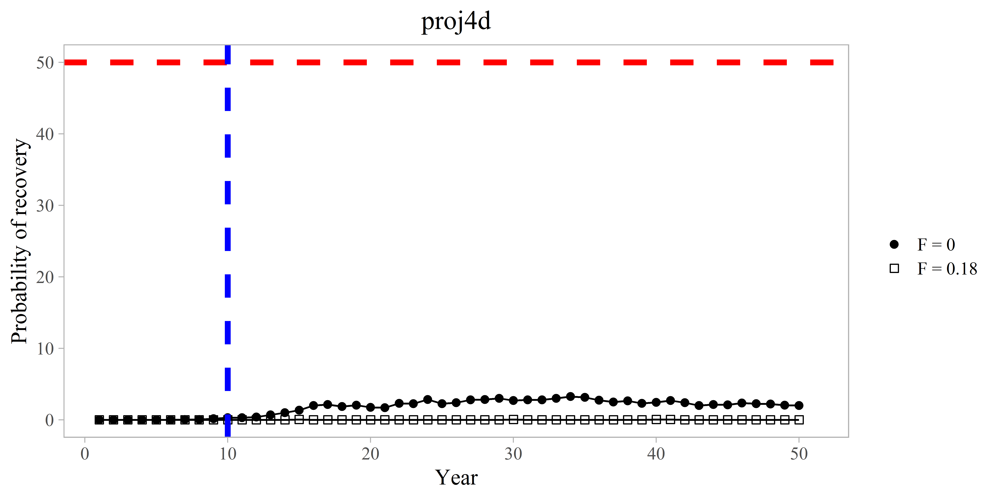 proj4d
Probability of recovery
50
40
30
20
10
0
0 10 20 30 40 50
Year
F = 0
F = 0.18